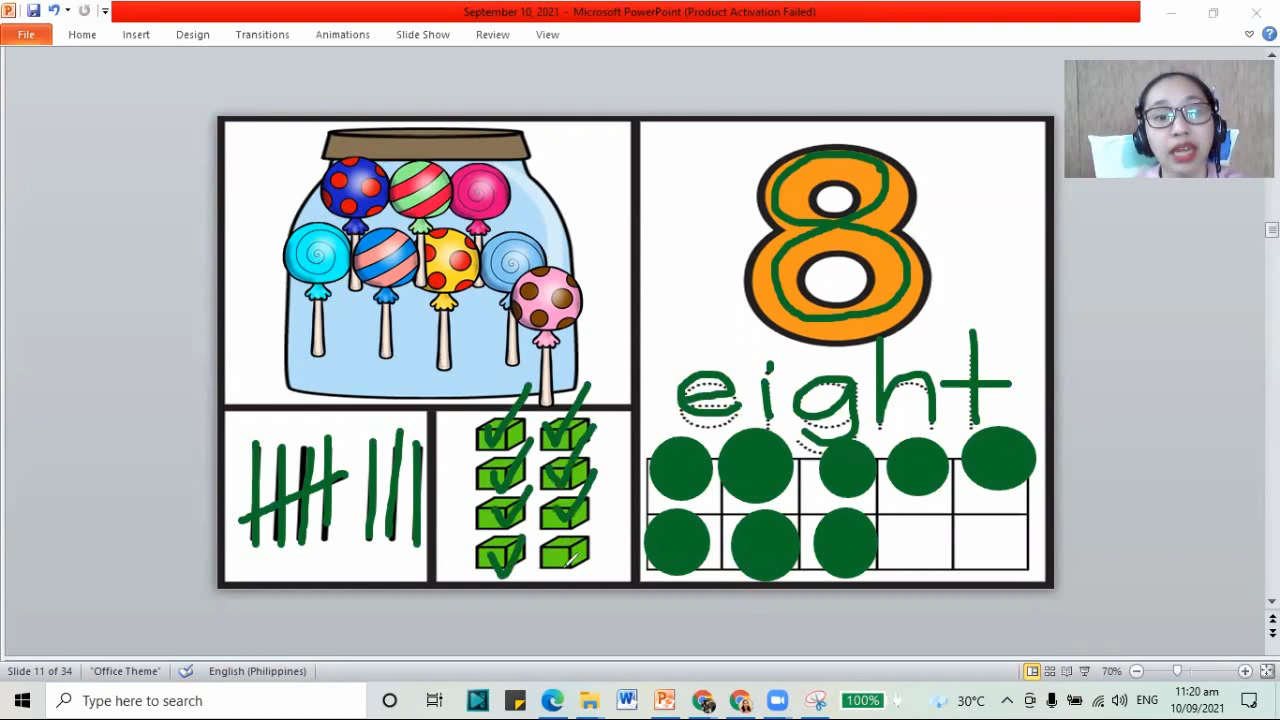 September 10, 2021 - Microsoft PowerPoint (Product Activation Failed)
File Home Insert Design Transitions Animations Slide Show Review View
8
eight
Slide 11 of 34 "Office Theme" English (Philippines) 70%
Type here to search 100% 30°C ENG 11:20 am
10/09/2021